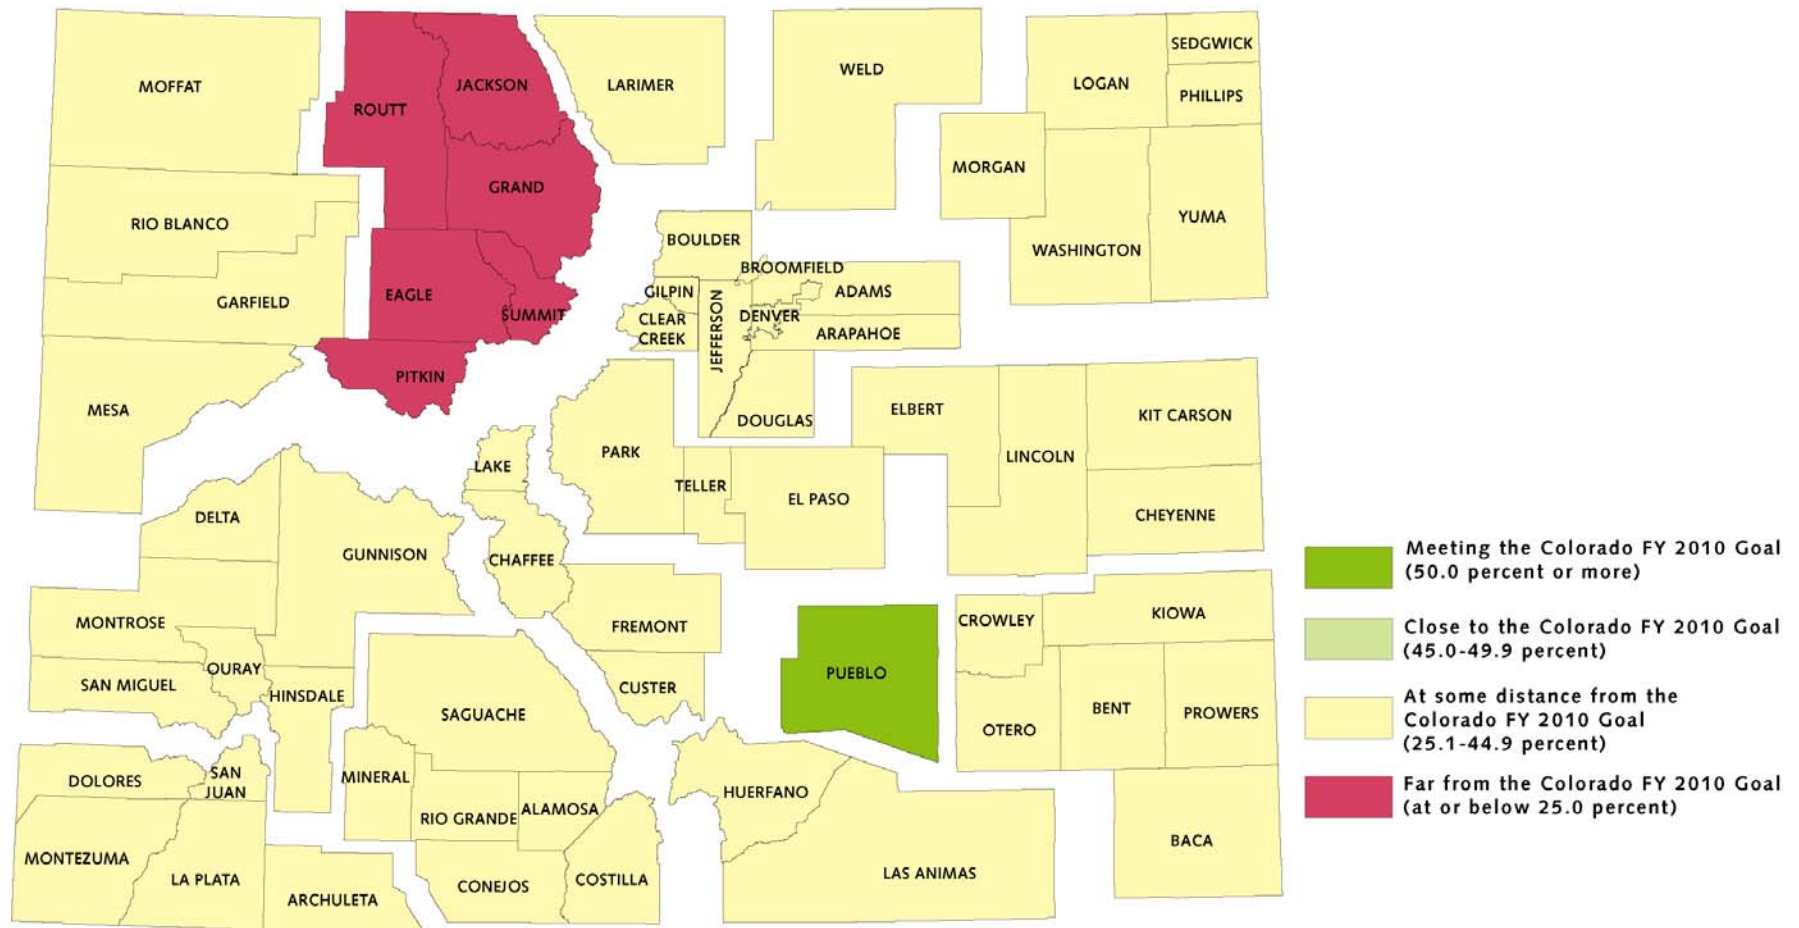 MOFFAT
ROUTT
JACKSON
LARIMER
WELD
LOGAN
SEDGWICK
PHILLIPS
MORGAN
WASHINGTON
YUMA
RIO BLANCO
GRAND
GARFIELD
EAGLE
SUMMIT
BOULDER
BROOMFIELD
GILPIN
CLEAR
CREEK
JEFFERSON
DENVER
ADAMS
ARAPAHOE
MESA
PITKIN
DOUGLAS
ELBERT
LINCOLN
KIT CARSON
CHEYENNE
LAKE
PARK
TELLER
EL PASO
DELTA
GUNNISON
CHAFFEE
FREMONT
MONTROSE
OURAY
SAN MIGUEL
HINSDALE
SAGUACHE
CUSTER
PUEBLO
CROWLEY
KIOWA
OTERO
BENT
PROWERS
DOLORES
SAN
JUAN
MINERAL
RIO GRANDE
ALAMOSA
HUERFANO
MONTEZUMA
LA PLATA
ARCHULETA
CONEJOS
COSTILLA
LAS ANIMAS
BACA
Meeting the Colorado FY 2010 Goal
(50.0 percent or more)
Close to the Colorado FY 2010 Goal
(45.0-49.9 percent)
At some distance from the
Colorado FY 2010 Goal
(25.1-44.9 percent)
Far from the Colorado FY 2010 Goal
(at or below 25.0 percent)